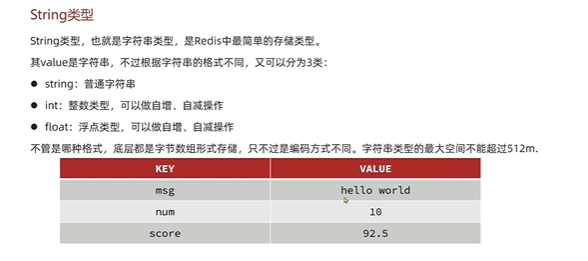 String类型
String类型，也就是字符串类型，是Redis中最简单的存储类型。
其value是字符串，不过根据字符串的格式不同，又可以分为3类：
● string：普通字符串
● int：整数类型，可以做自增、自减操作
● float：浮点类型，可以做自增、自减操作
不管是哪种格式，底层都是字节数组形式存储，只不过是编码方式不同。字符串类型的最大空间不能超过512m.
KEY VALUE
msg hello world
num 10
score 92.5